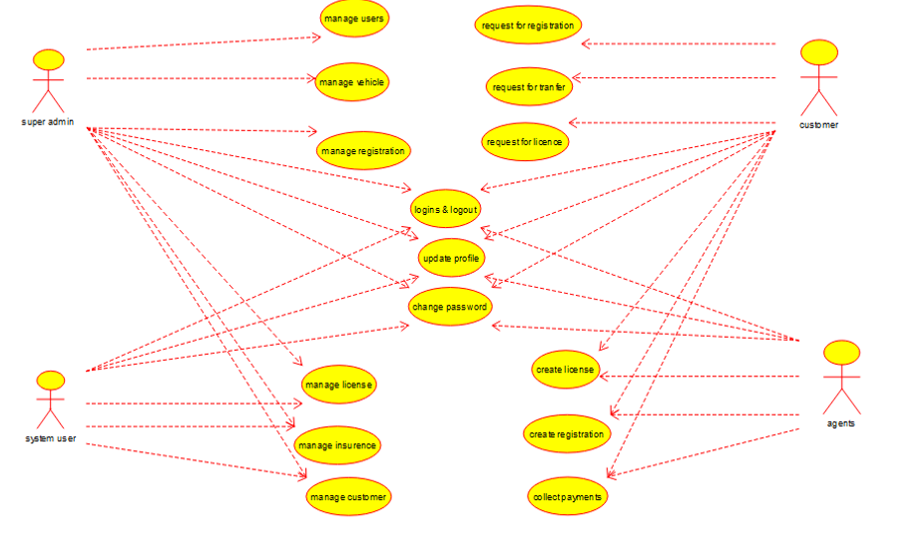 manage users
request for registration
manage vehicle
request for tranfer
super admin
customer
manage registration
request for licence
logins & logout
update profile
change password
manage license
create license
system user
agents
manage insurence
create registration
manage customer
collect payments